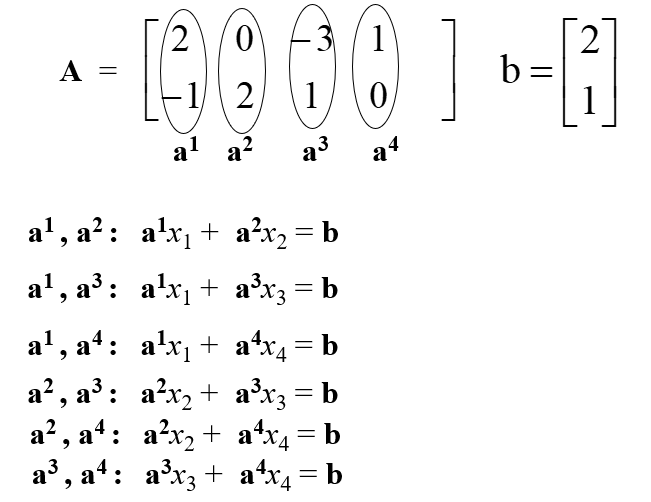 A = [ 2 0 −3 1 ] b = [ 2 ]
[ −1 2 1 0 ] [ 1 ]
a¹ a² a³ a⁴
a¹ , a² : a¹x₁ + a²x₂ = b
a¹ , a³ : a¹x₁ + a³x₃ = b
a¹ , a⁴ : a¹x₁ + a⁴x₄ = b
a² , a³ : a²x₂ + a³x₃ = b
a² , a⁴ : a²x₂ + a⁴x₄ = b
a³ , a⁴ : a³x₃ + a⁴x₄ = b